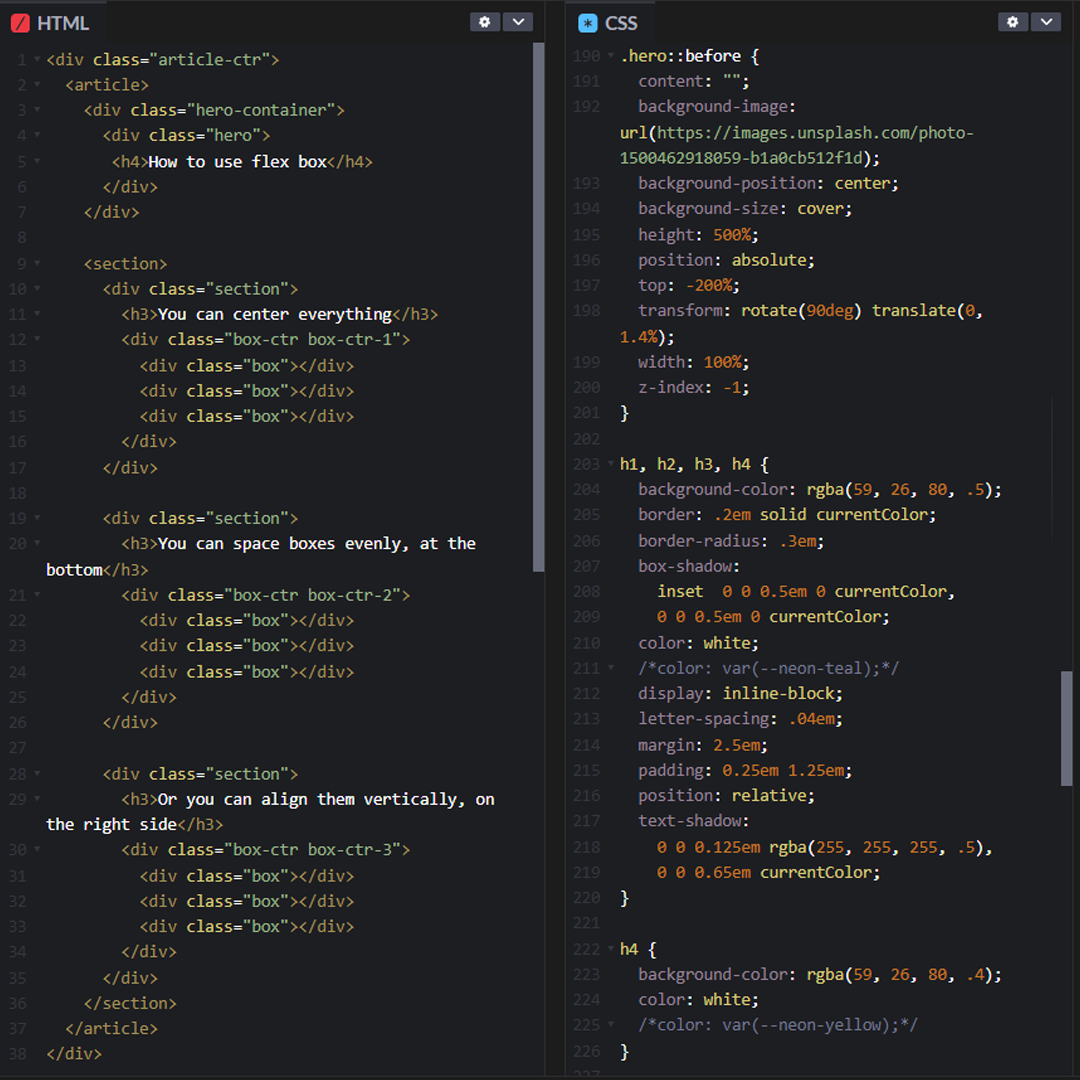 HTML
1 <div class="article-ctr">
2 <article>
3 <div class="hero-container">
4 <div class="hero">
5 <h4>How to use flex box</h4>
6 </div>
7 </div>
8
9 <section>
10 <div class="section">
11 <h3>You can center everything</h3>
12 <div class="box-ctr box-ctr-1">
13 <div class="box"></div>
14 <div class="box"></div>
15 <div class="box"></div>
16 </div>
17 </div>
18
19 <div class="section">
20 <h3>You can space boxes evenly, at the
bottom</h3>
21 <div class="box-ctr box-ctr-2">
22 <div class="box"></div>
23 <div class="box"></div>
24 <div class="box"></div>
25 </div>
26 </div>
27
28 <div class="section">
29 <h3>Or you can align them vertically, on
the right side</h3>
30 <div class="box-ctr box-ctr-3">
31 <div class="box"></div>
32 <div class="box"></div>
33 <div class="box"></div>
34 </div>
35 </div>
36 </section>
37 </article>
38 </div>
CSS
190 .hero::before {
191 content: "";
192 background-image:
url(https://images.unsplash.com/photo-
1500462918059-b1a0cb512f1d);
193 background-position: center;
194 background-size: cover;
195 height: 500%;
196 position: absolute;
197 top: -200%;
198 transform: rotate(90deg) translate(0,
1.4%);
199 width: 100%;
200 z-index: -1;
201 }
202
203 h1, h2, h3, h4 {
204 background-color: rgba(59, 26, 80, .5);
205 border: .2em solid currentColor;
206 border-radius: .3em;
207 box-shadow:
208 inset  0 0 0.5em 0 currentColor,
209 0 0 0.5em 0 currentColor;
210 color: white;
211 /*color: var(--neon-teal);*/
212 display: inline-block;
213 letter-spacing: .04em;
214 margin: 2.5em;
215 padding: 0.25em 1.25em;
216 position: relative;
217 text-shadow:
218 0 0 0.125em rgba(255, 255, 255, .5),
219 0 0 0.65em currentColor;
220 }
221
222 h4 {
223 background-color: rgba(59, 26, 80, .4);
224 color: white;
225 /*color: var(--neon-yellow);*/
226 }
227